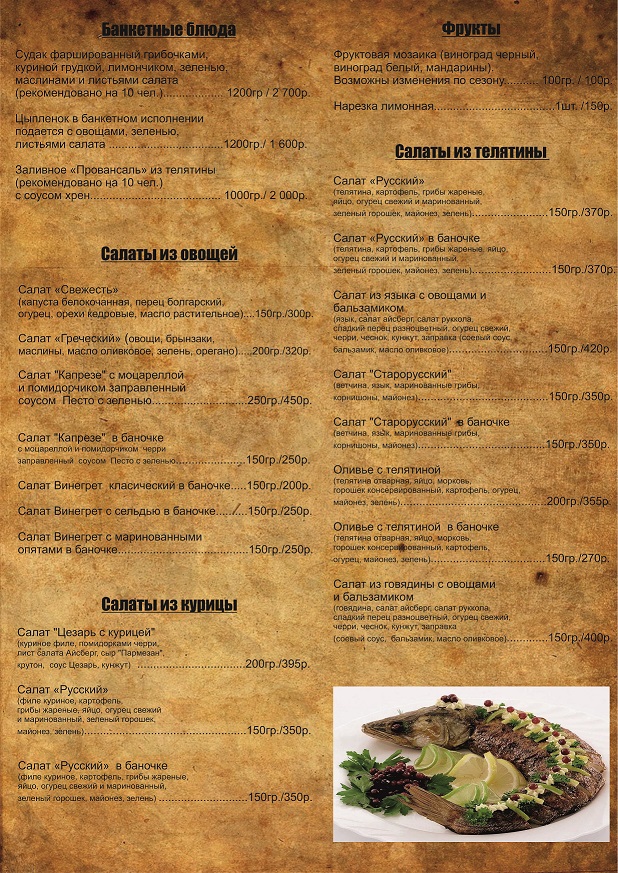 Банкетные блюда
Судак фаршированный грибочками,
куриной грудкой, лимончиком, зеленью,
маслинами и листьями салата
(рекомендовано на 10 чел.)................ 1200гр / 2 700р.
Цыпленок в банкетном исполнении
подается с овощами, зеленью,
листьями салата ..............................1200гр./ 1 600р.
Заливное «Провансаль» из телятины
(рекомендовано на 10 чел.)
с соусом хрен................................... 1000гр./ 2 000р.
Салаты из овощей
Салат «Свежесть»
(капуста белокочанная, перец болгарский,
огурец, орехи кедровые, масло растительное)....150гр./300р.
Салат «Греческий» (овощи, брынзаки,
маслины, масло оливковое, зелень, орегано)....200гр./320р.
Салат "Капрезе" с моцареллой
и помидорчиком заправленный
соусом Песто с зеленью.........................250гр./450р.
Салат "Капрезе" в баночке
с моцареллой и помидорчиком черри
заправленный соусом Песто с зеленью..................150гр./250р.
Салат Винегрет класический в баночке.....150гр./200р.
Салат Винегрет с сельдью в баночке........150гр./250р.
Салат Винегрет с маринованными
опятами в баночке.................................150гр./250р.
Салаты из курицы
Салат "Цезарь с курицей"
(куриное филе, помидорками черри,
лист салата Айсберг, сыр "Пармезан",
крутон, соус Цезарь, кунжут) ..............................200гр./395р.
Салат «Русский»
(филе куриное, картофель,
грибы жареные, яйцо, огурец свежий
и маринованный, зеленый горошек,
майонез, зелень)..........................................150гр./350р.
Салат «Русский» в баночке
(филе куриное, картофель, грибы жареные,
яйцо, огурец свежий и маринованный,
зеленый горошек, майонез, зелень) ........................150гр./350р.
Фрукты
Фруктовая мозаика (виноград черный,
виноград белый, мандарины).
Возможны изменения по сезону.......... 100гр. / 100р.
Нарезка лимонная.................................1шт. /150р.
Салаты из телятины
Салат «Русский»
(телятина, картофель, грибы жареные,
яйцо, огурец свежий и маринованный,
зеленый горошек, майонез, зелень)......................150гр./370р.
Салат «Русский» в баночке
(телятина, картофель, грибы жареные, яйцо,
огурец свежий и маринованный,
зеленый горошек, майонез, зелень).......................150гр./370р.
Салат из языка с овощами и
бальзамиком
(язык, салат айсберг, салат руккола,
сладкий перец разноцветный, огурец свежий,
черри, чеснок, кунжут, заправка (соевый соус,
бальзамик, масло оливковое)..............................150гр./420р.
Салат "Старорусский"
(ветчина, язык, маринованные грибы,
корнишоны, майонез)........................................150гр./350р.
Салат "Старорусский" в баночке
(ветчина, язык, маринованные грибы,
корнишоны, майонез).......................................150гр./350р.
Оливье с телятиной
(телятина отварная, яйцо, морковь,
горошек консервированный, картофель, огурец,
майонез, зелень).............................................200гр./355р.
Оливье с телятиной в баночке
(телятина отварная, яйцо, морковь,
горошек консервированный, картофель,
огурец, майонез, зелень)...................................150гр./270р.
Салат из говядины с овощами
и бальзамиком
(говядина, салат айсберг, салат руккола,
сладкий перец разноцветный, огурец свежий,
черри, чеснок, кунжут, заправка
(соевый соус, бальзамик, масло оливковое)............150гр./400р.